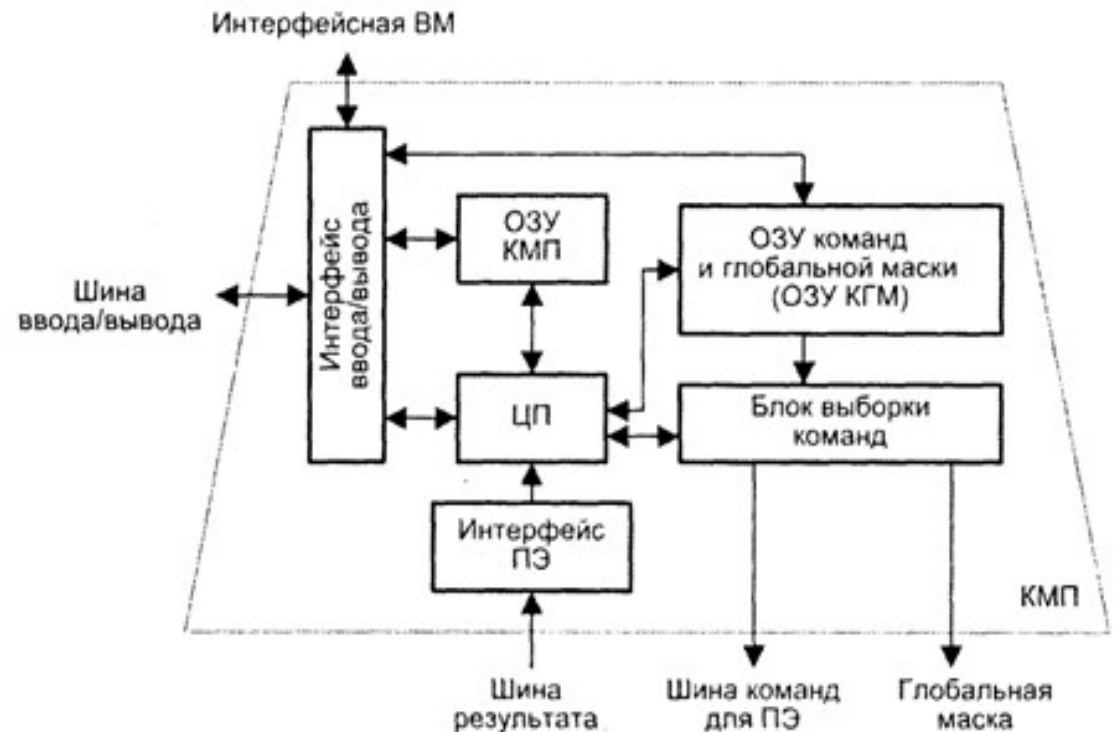 Интерфейсная ВМ
Интерфейс
ввода/вывода
ОЗУ
КМП
ОЗУ команд
и глобальной маски
(ОЗУ КГМ)
Шина
ввода/вывода
ЦП
Блок выборки
команд
Интерфейс
ПЭ
КМП
Шина
результата
Шина команд
для ПЭ
Глобальная
маска